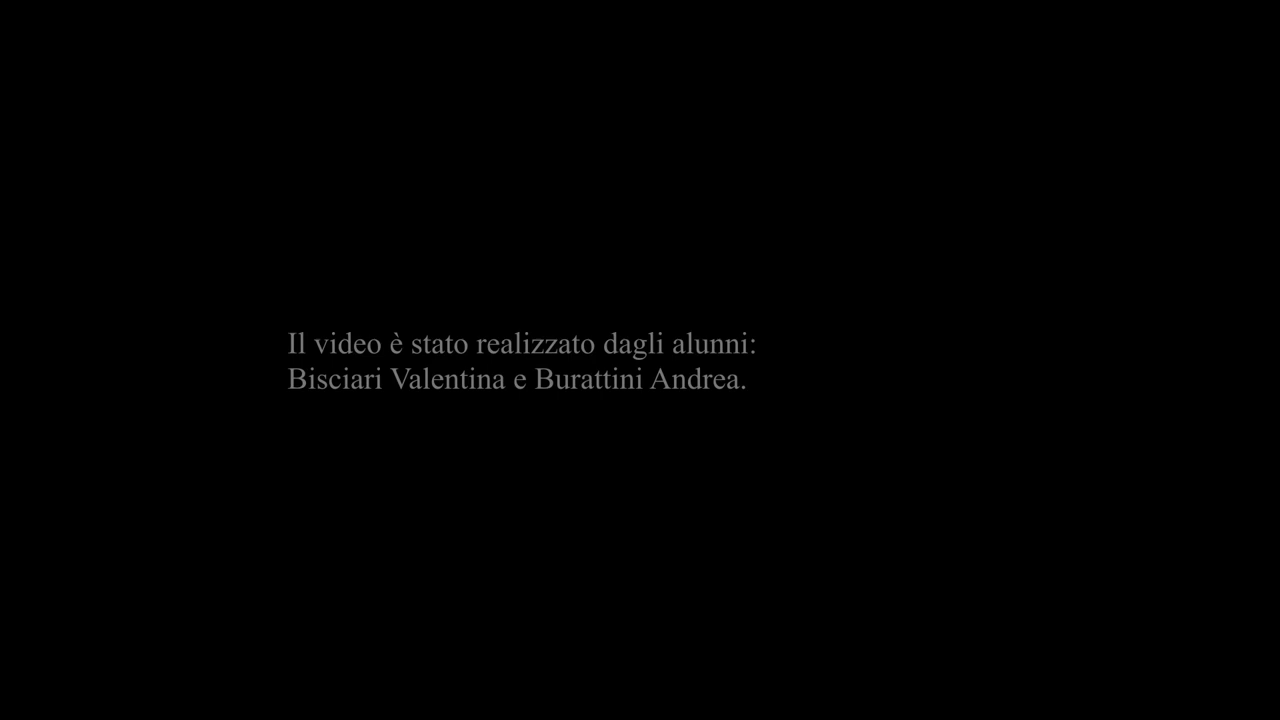 Il video è stato realizzato dagli alunni:
Bisciari Valentina e Burattini Andrea.